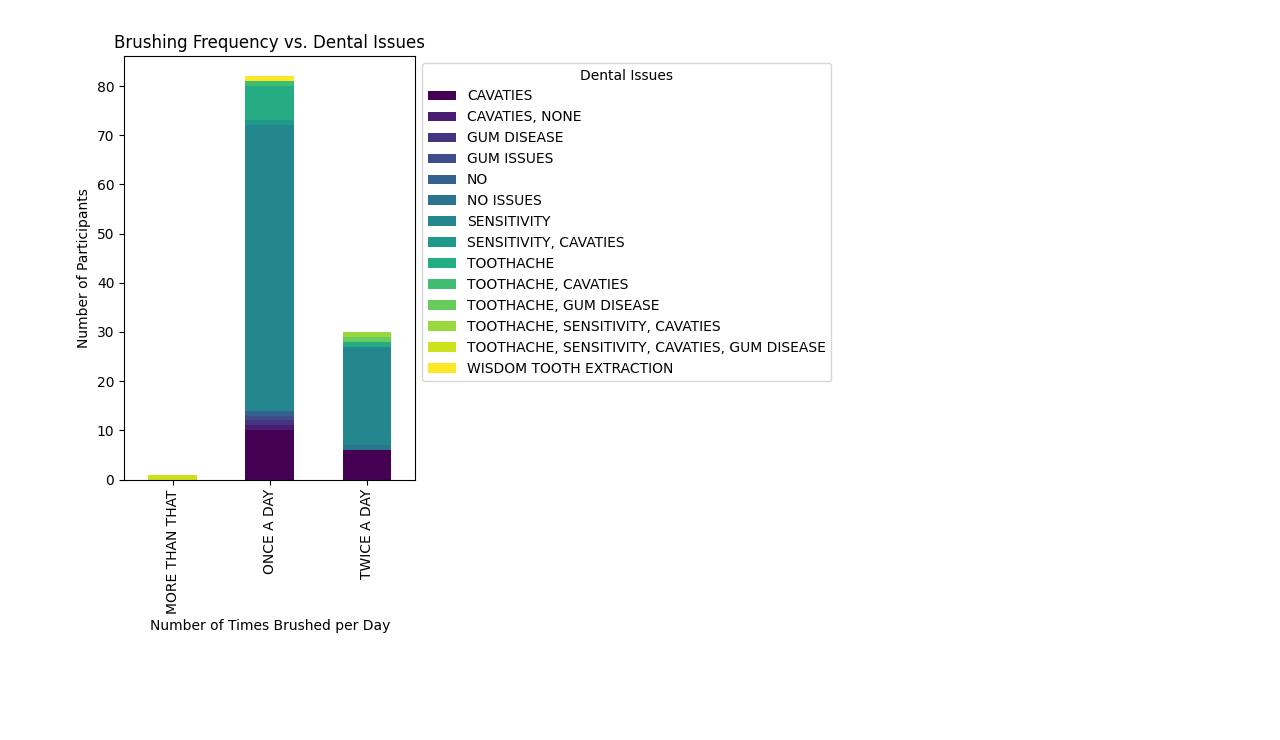 Brushing Frequency vs. Dental Issues
Number of Participants
80
70
60
50
40
30
20
10
0
MORE THAN THAT
ONCE A DAY
TWICE A DAY
Number of Times Brushed per Day
Dental Issues
CAVATIES
CAVATIES, NONE
GUM DISEASE
GUM ISSUES
NO
NO ISSUES
SENSITIVITY
SENSITIVITY, CAVATIES
TOOTHACHE
TOOTHACHE, CAVATIES
TOOTHACHE, GUM DISEASE
TOOTHACHE, SENSITIVITY, CAVATIES
TOOTHACHE, SENSITIVITY, CAVATIES, GUM DISEASE
WISDOM TOOTH EXTRACTION